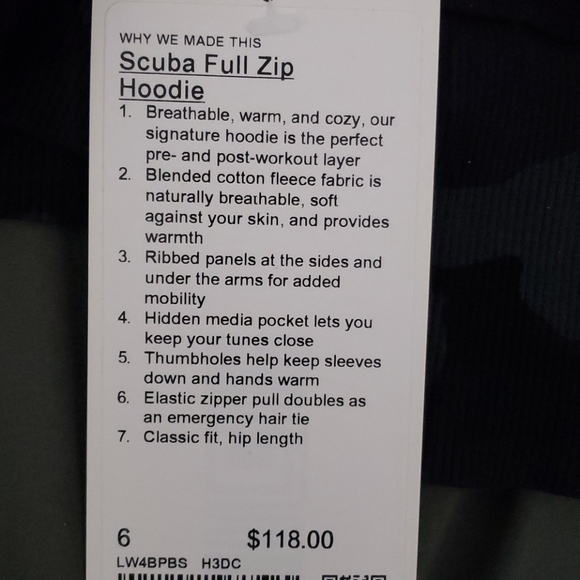 WHY WE MADE THIS
Scuba Full Zip
Hoodie
1. Breathable, warm, and cozy, our
signature hoodie is the perfect
pre- and post-workout layer
2. Blended cotton fleece fabric is
naturally breathable, soft
against your skin, and provides
warmth
3. Ribbed panels at the sides and
under the arms for added
mobility
4. Hidden media pocket lets you
keep your tunes close
5. Thumbholes help keep sleeves
down and hands warm
6. Elastic zipper pull doubles as
an emergency hair tie
7. Classic fit, hip length
6 $118.00
LW4BPBS H3DC